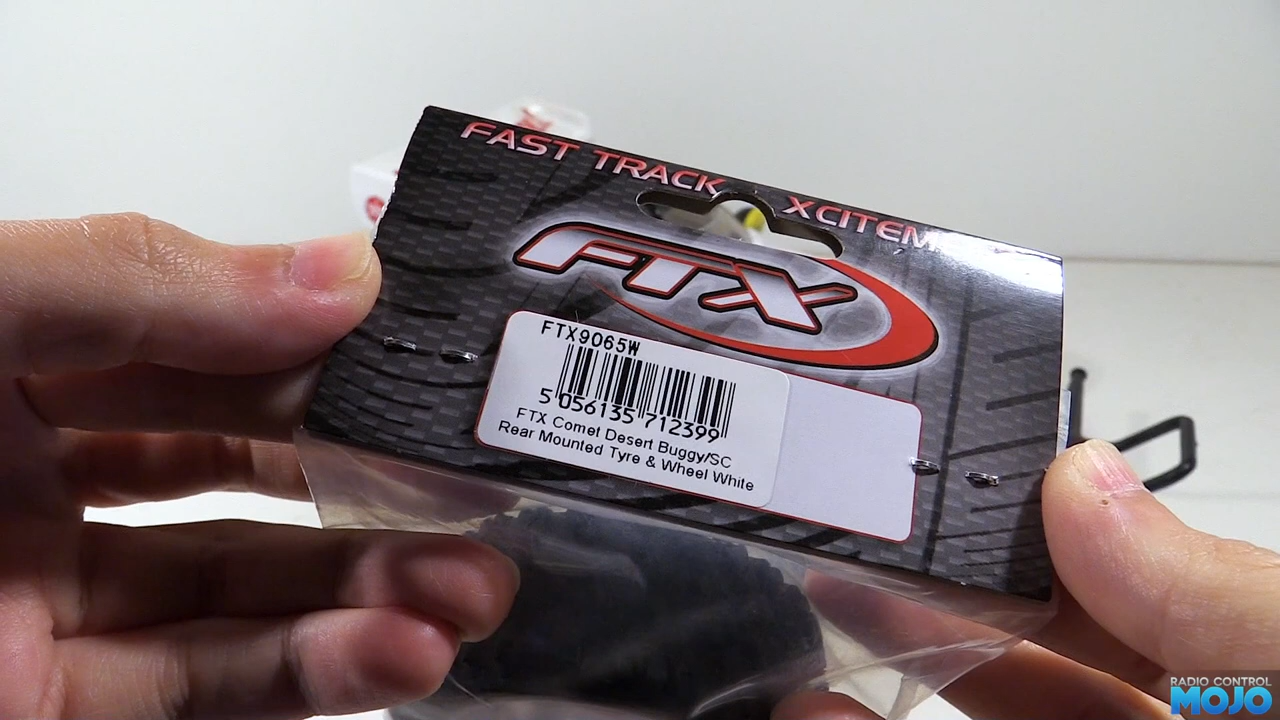 FAST TRACK XCITEM
FTX
FTX9065W
5 056135 712399
FTX Comet Desert Buggy/SC
Rear Mounted Tyre & Wheel White
RADIO CONTROL
MOJO